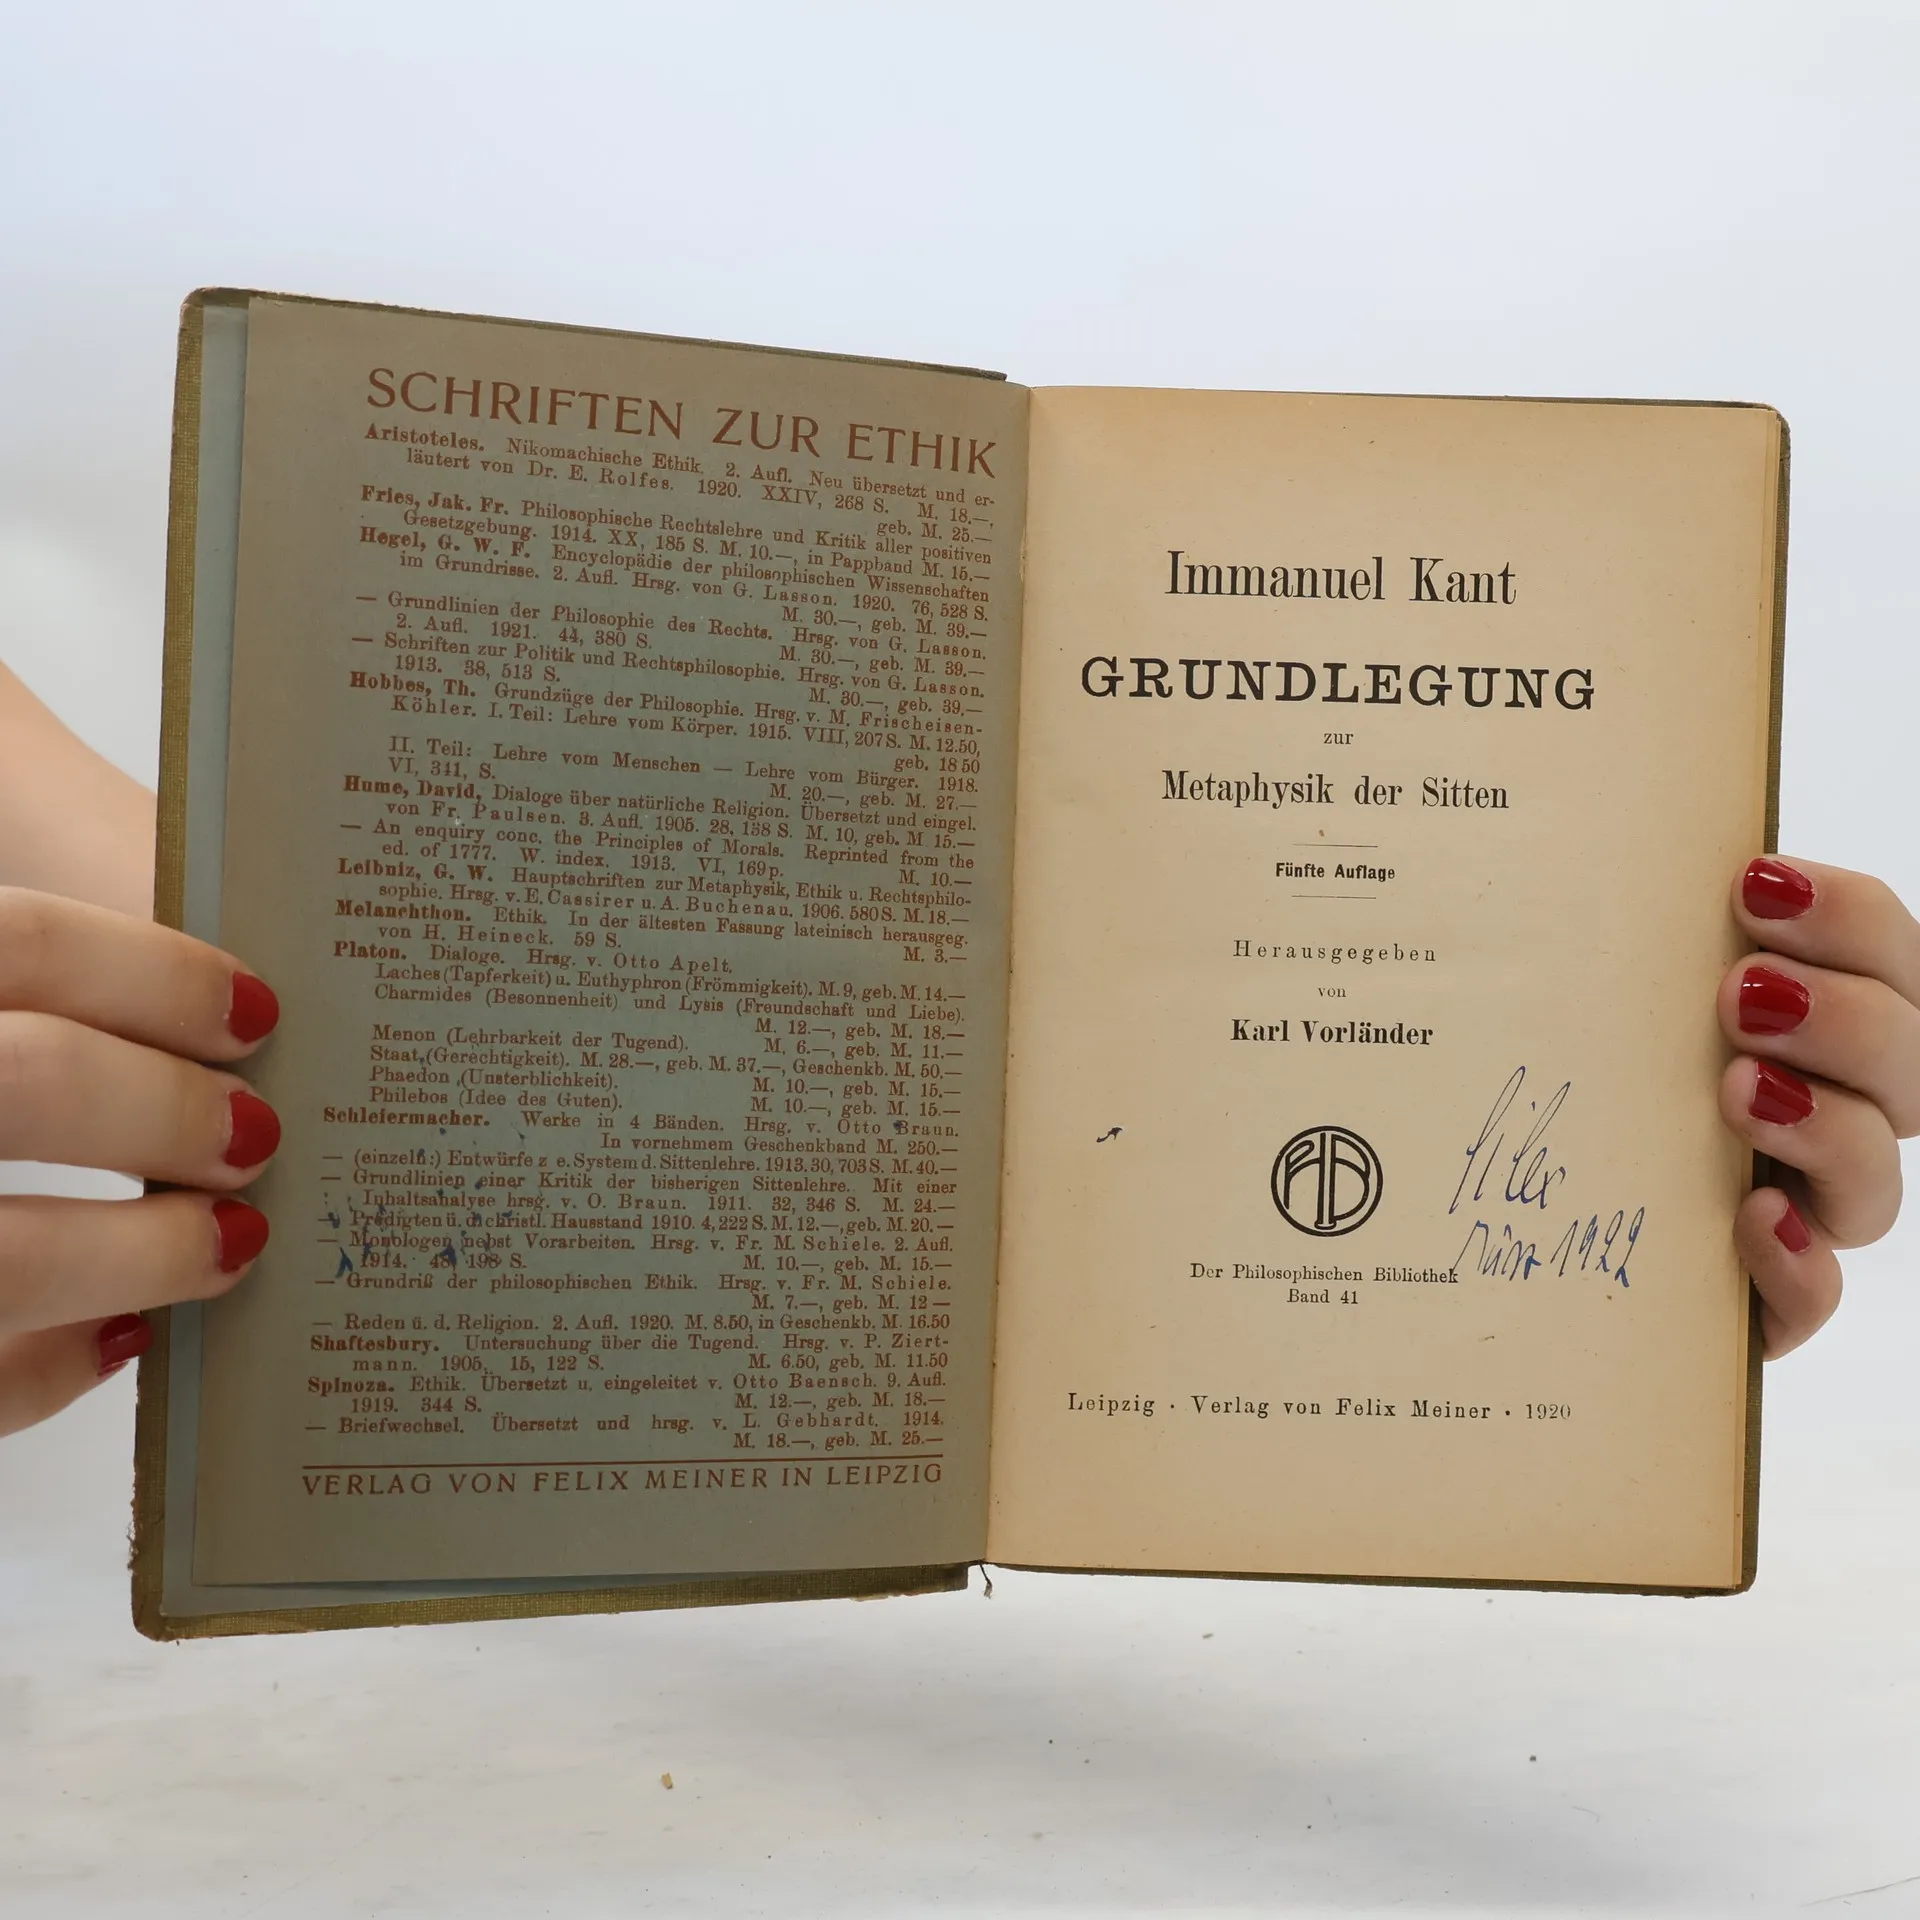 SCHRIFTEN ZUR ETHIK
Aristoteles. Nikomachische Ethik. 2. Aufl. Neu übersetzt und er-
läutert von Dr. E. Rolfes. 1920. XXIV, 268 S. M. 18.—,
geb. M. 25.—
Fries, Jak. Fr. Philosophische Rechtslehre und Kritik aller positiven
Gesetzgebung. 1914. XX, 185 S. M. 10.—, in Pappband M. 15.—
Hegel, G. W. F. Encyclopädie der philosophischen Wissenschaften
im Grundrisse. 2. Aufl. Hrsg. von G. Lasson. 1920. 76, 528 S.
M. 30.—, geb. M. 39.—
— Grundlinien der Philosophie des Rechts. Hrsg. von G. Lasson.
2. Aufl. 1921. 44, 380 S. M. 30.—, geb. M. 39.—
— Schriften zur Politik und Rechtsphilosophie. Hrsg. von G. Lasson.
1913. 38, 513 S. M. 30.—, geb. 39.—
Hobbes, Th. Grundzüge der Philosophie. Hrsg. v. M. Frischeisen-
Köhler. I. Teil: Lehre vom Körper. 1915. VIII, 207 S. M. 12.50,
geb. 18 50
II. Teil: Lehre vom Menschen — Lehre vom Bürger. 1918.
VI, 341, S. M. 20.—, geb. M. 27.—
Hume, David, Dialoge über natürliche Religion. Übersetzt und eingel.
von Fr. Paulsen. 3. Aufl. 1905. 28, 158 S. M. 10, geb. M 15.—
— An enquiry conc. the Principles of Morals. Reprinted from the
ed. of 1777. W. index. 1913. VI, 169 p. M. 10.—
Leibniz, G. W. Hauptschriften zur Metaphysik, Ethik u. Rechtsphilo-
sophie. Hrsg. v. E. Cassirer u. A. Buchenau. 1906. 580 S. M. 18.—
Melanchthon. Ethik. In der ältesten Fassung lateinisch herausgeg.
von H. Heineck. 59 S. M. 3.—
Platon. Dialoge. Hrsg. v. Otto Apelt.
Laches (Tapferkeit) u. Euthyphron (Frömmigkeit). M. 9, geb. M. 14.—
Charmides (Besonnenheit) und Lysis (Freundschaft und Liebe).
M. 12.—, geb. M. 18.—
Menon (Lehrbarkeit der Tugend). M. 6.—, geb. M. 11.—
Staat (Gerechtigkeit). M. 28.—, geb. M. 37.—, Geschenkb. M. 50.—
Phaedon (Unsterblichkeit). M. 10.—, geb. M. 15.—
Philebos (Idee des Guten). M. 10.—, geb. M. 15.—
Schleiermacher. Werke in 4 Bänden. Hrsg. v. Otto Braun.
In vornehmem Geschenkband M. 250.—
— (einzeln:) Entwürfe z e. System d. Sittenlehre. 1913. 30, 703 S. M. 40.—
— Grundlinien einer Kritik der bisherigen Sittenlehre. Mit einer
Inhaltsanalyse hrsg. v. O. Braun. 1911. 32, 346 S. M. 24.—
— Predigten ü. d. christl. Hausstand 1910. 4, 222 S. M. 12.—, geb. M. 20.—
— Monologen nebst Vorarbeiten. Hrsg. v. Fr. M. Schiele. 2. Aufl.
1914. 48, 198 S. M. 10.—, geb. M. 15.—
— Grundriß der philosophischen Ethik. Hrsg. v. Fr. M. Schiele.
M. 7.—, geb. M. 12 —
— Reden ü. d. Religion. 2. Aufl. 1920. M. 8.50, in Geschenkb. M. 16.50
Shaftesbury. Untersuchung über die Tugend. Hrsg. v. P. Ziert-
mann. 1905. 15, 122 S. M. 6.50, geb. M. 11.50
Spinoza. Ethik. Übersetzt u. eingeleitet v. Otto Baensch. 9. Aufl.
1919. 344 S. M. 12.—, geb. M. 18.—
— Briefwechsel. Übersetzt und hrsg. v. L. Gebhardt. 1914.
M. 18.—, geb. M. 25.—
VERLAG VON FELIX MEINER IN LEIPZIG
Immanuel Kant
GRUNDLEGUNG
zur
Metaphysik der Sitten
Fünfte Auflage
Herausgegeben
von
Karl Vorländer
März 1922
Der Philosophischen Bibliothek
Band 41
Leipzig · Verlag von Felix Meiner · 1920